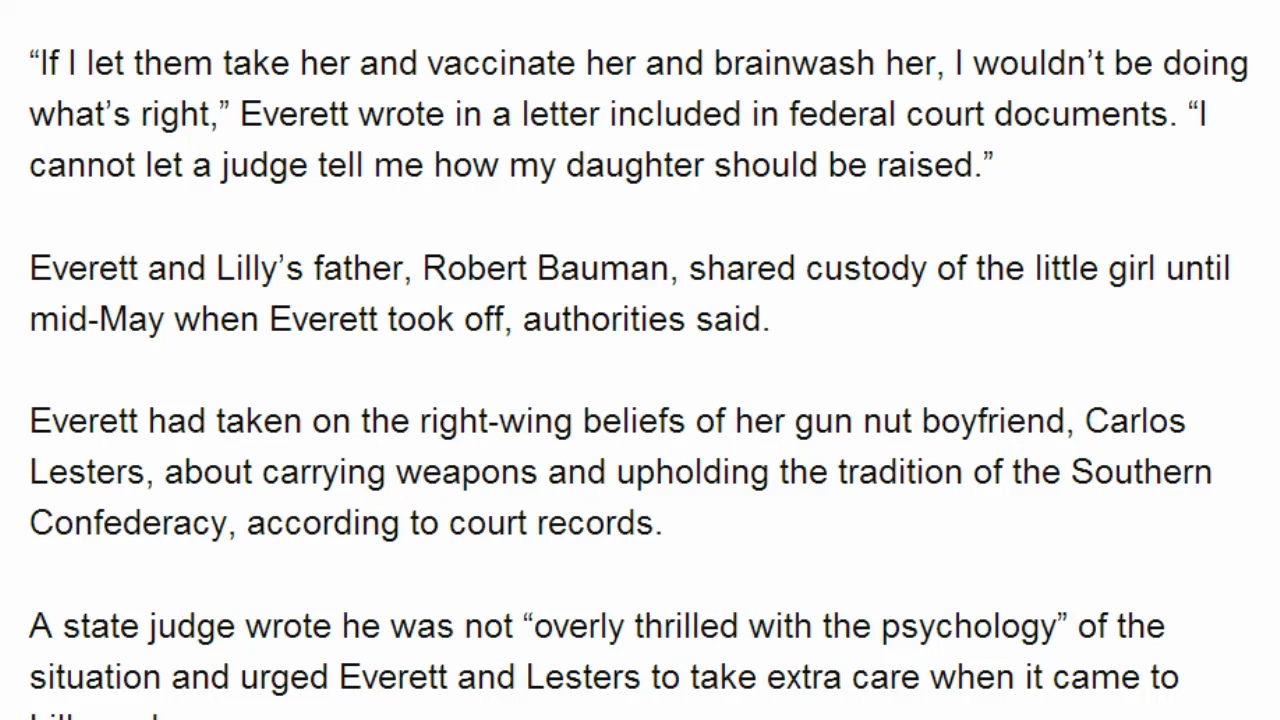 “If I let them take her and vaccinate her and brainwash her, I wouldn’t be doing
what’s right,” Everett wrote in a letter included in federal court documents. “I
cannot let a judge tell me how my daughter should be raised.”
Everett and Lilly’s father, Robert Bauman, shared custody of the little girl until
mid-May when Everett took off, authorities said.
Everett had taken on the right-wing beliefs of her gun nut boyfriend, Carlos
Lesters, about carrying weapons and upholding the tradition of the Southern
Confederacy, according to court records.
A state judge wrote he was not “overly thrilled with the psychology” of the
situation and urged Everett and Lesters to take extra care when it came to